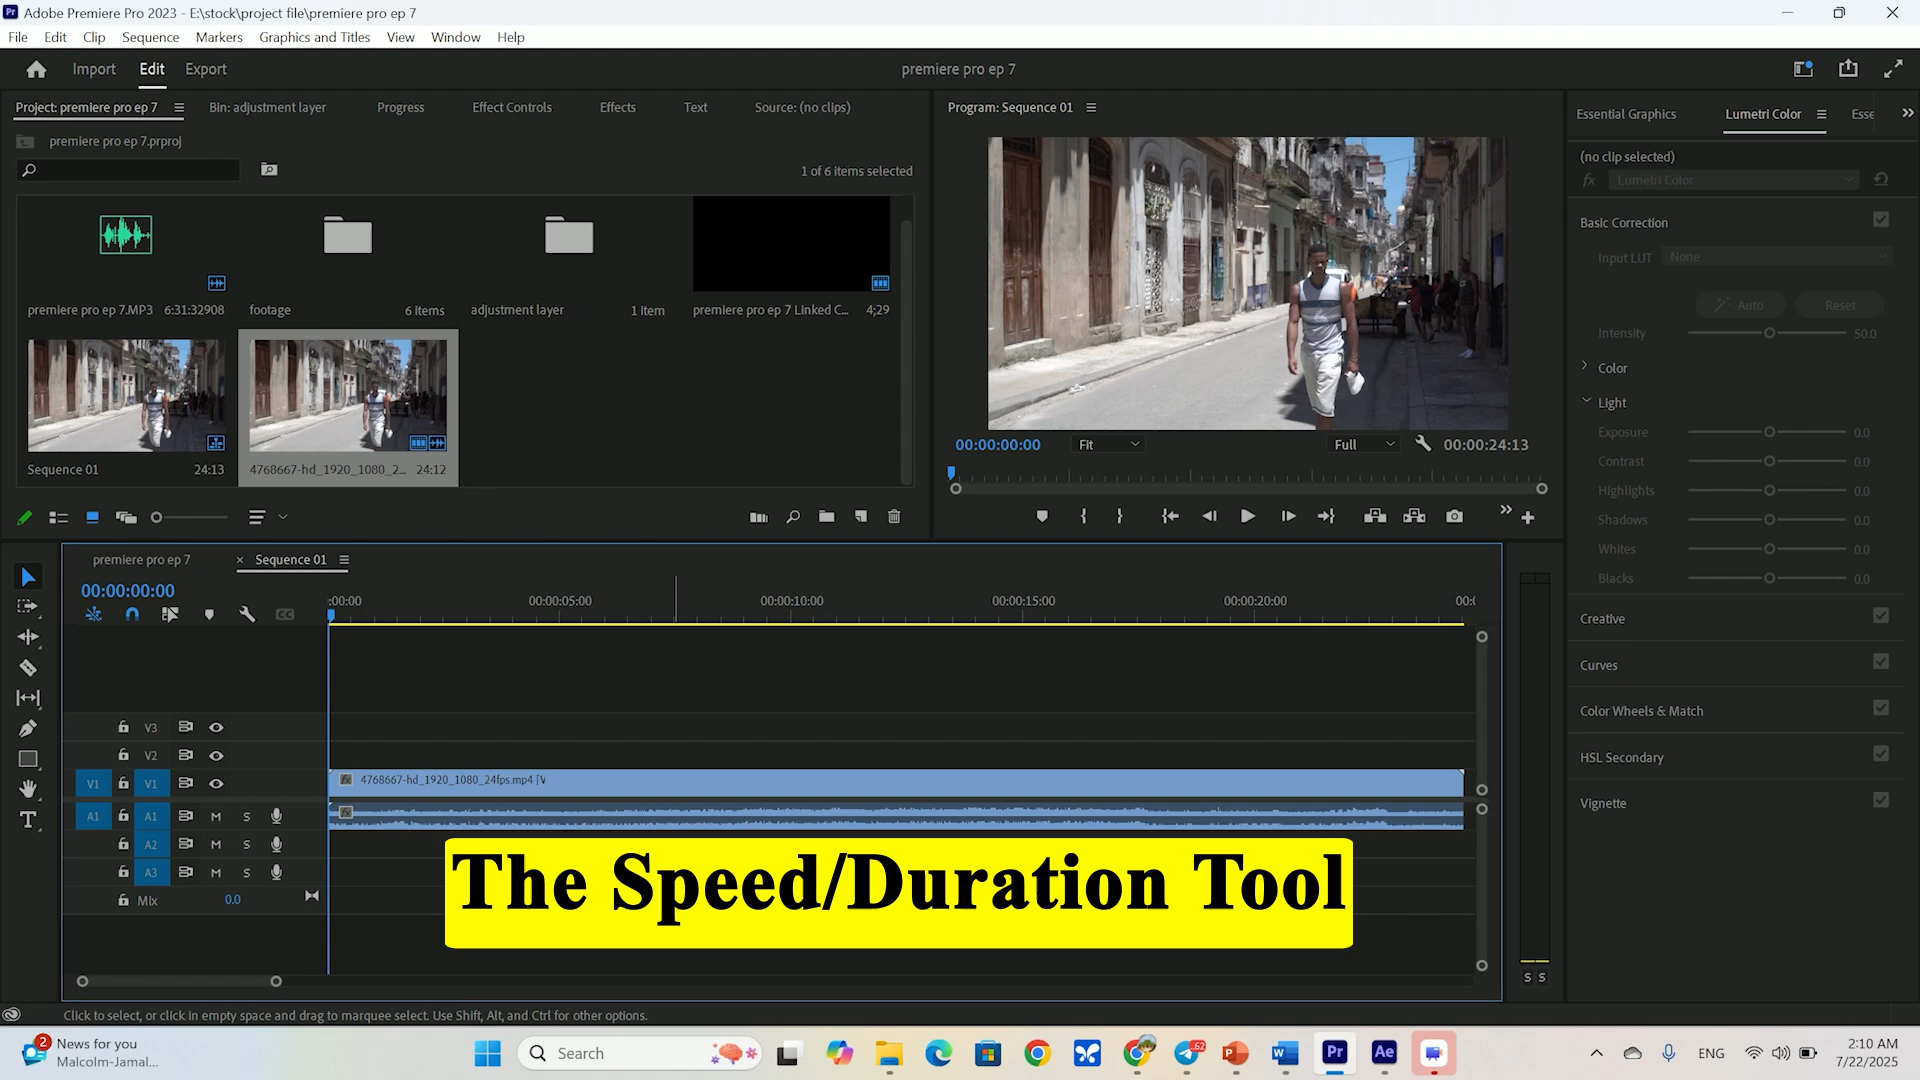 Adobe Premiere Pro 2023 - E:\stock\project file\premiere pro ep 7
File Edit Clip Sequence Markers Graphics and Titles View Window Help
Import Edit Export
premiere pro ep 7
Project: premiere pro ep 7 Bin: adjustment layer Progress Effect Controls Effects Text Source: (no clips)
premiere pro ep 7.prproj
1 of 6 items selected
premiere pro ep 7.MP3 6:31:32908
footage 6 items
adjustment layer 1 item
premiere pro ep 7 Linked C... 4;29
Sequence 01 24:13
4768667-hd_1920_1080_2... 24:12
Program: Sequence 01
00:00:00:00 Fit Full 00:00:24:13
Essential Graphics Lumetri Color Esse
(no clip selected)
fx Lumetri Color
Basic Correction
Input LUT None
Auto Reset
Intensity 50.0
Color
Light
Exposure 0.0
Contrast 0.0
Highlights 0.0
Shadows 0.0
Whites 0.0
Blacks 0.0
Creative
Curves
Color Wheels & Match
HSL Secondary
Vignette
premiere pro ep 7 × Sequence 01
00:00:00:00
:00:00 00:00:05:00 00:00:10:00 00:00:15:00 00:00:20:00 00:0
V3
V2
V1 V1 fx 4768667-hd_1920_1080_24fps.mp4 [V
A1 A1 M S fx
A2 M S
A3 M S
Mix 0.0
The Speed/Duration Tool
S S
Click to select, or click in empty space and drag to marquee select. Use Shift, Alt, and Ctrl for other options.
2 News for you
Malcolm-Jamal...
Search
62
Pr Ae
ENG
2:10 AM
7/22/2025